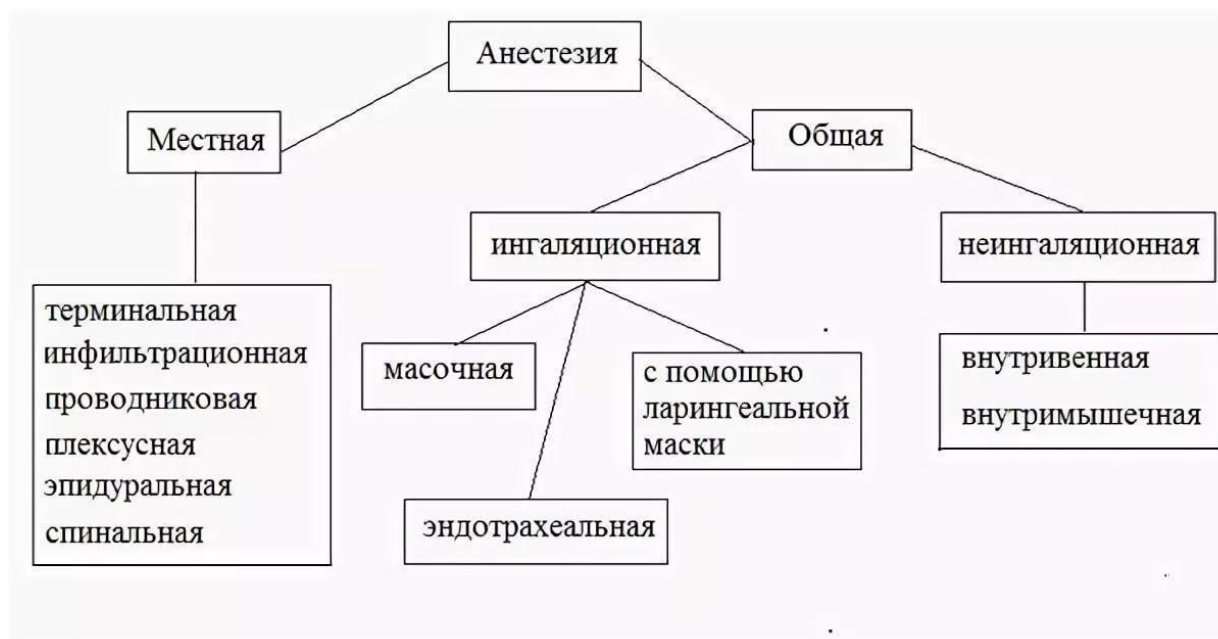 Анестезия
Местная
Общая
ингаляционная
неингаляционная
терминальная
инфильтрационная
проводниковая
плексусная
эпидуральная
спинальная
масочная
с помощью
ларингеальной
маски
эндотрахеальная
внутривенная
внутримышечная